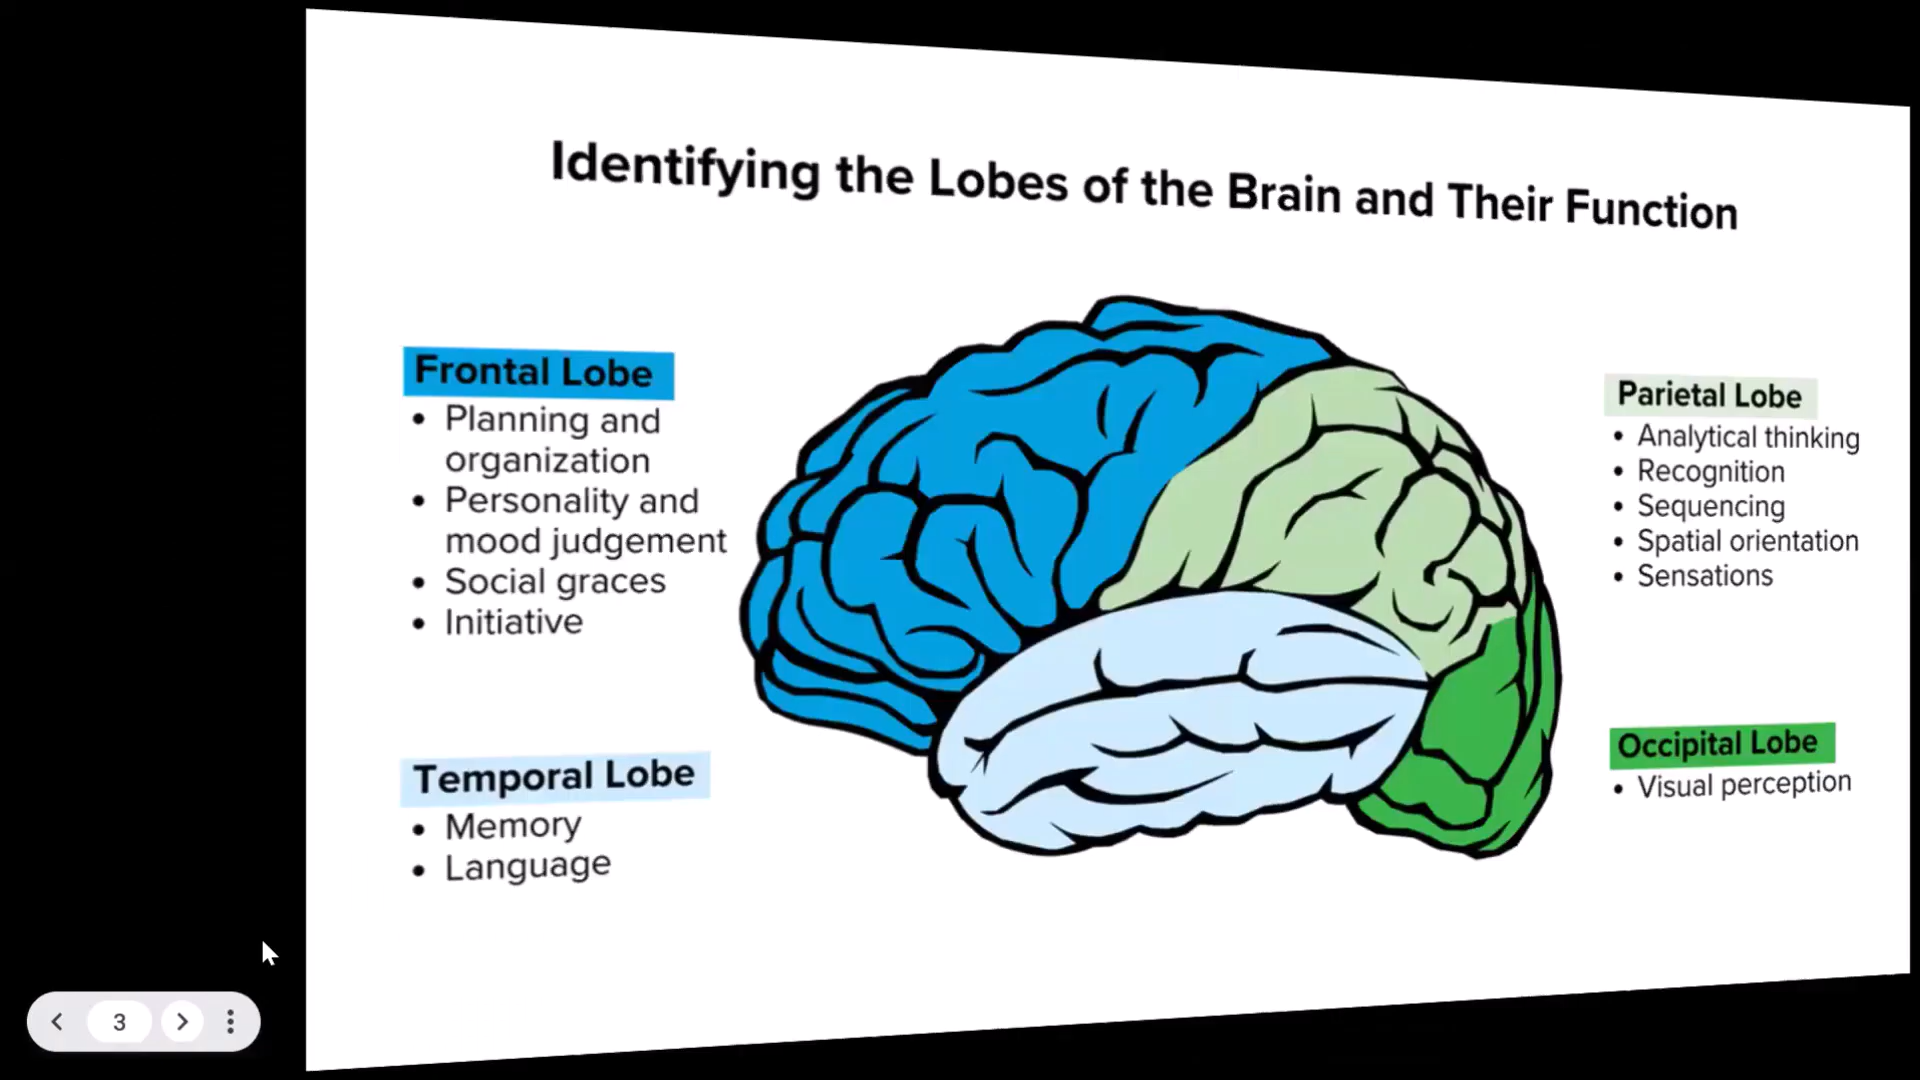 Identifying the Lobes of the Brain and Their Function
Frontal Lobe
• Planning and
organization
• Personality and
mood judgement
• Social graces
• Initiative
Temporal Lobe
• Memory
• Language
Parietal Lobe
• Analytical thinking
• Recognition
• Sequencing
• Spatial orientation
• Sensations
Occipital Lobe
• Visual perception
3